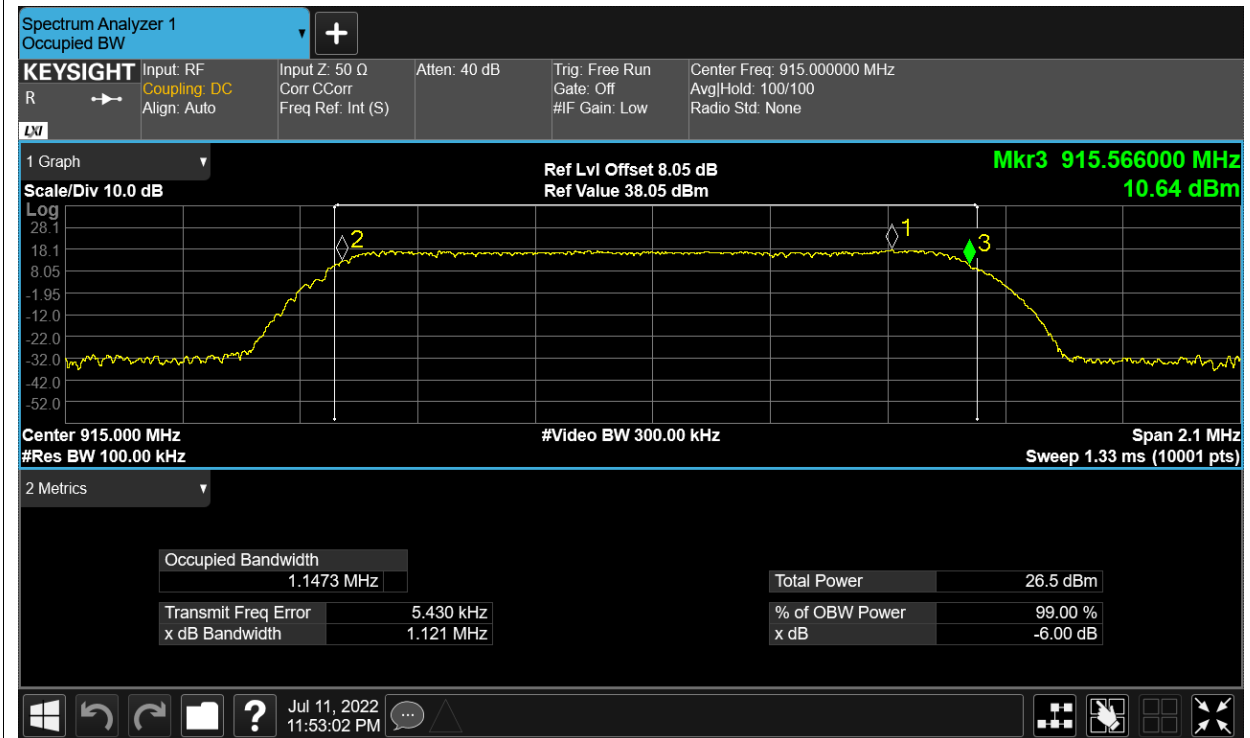 Spectrum Analyzer 1
Occupied BW
KEYSIGHT
R
LXI
Input: RF
Coupling: DC
Align: Auto
Input Z: 50 Ω
Corr CCorr
Freq Ref: Int (S)
Atten: 40 dB
Trig: Free Run
Gate: Off
#IF Gain: Low
Center Freq: 915.000000 MHz
Avg|Hold: 100/100
Radio Std: None
1 Graph
Scale/Div 10.0 dB
Ref Lvl Offset 8.05 dB
Ref Value 38.05 dBm
Mkr3 915.566000 MHz
10.64 dBm
Log
28.1
18.1
8.05
-1.95
-12.0
-22.0
-32.0
-42.0
-52.0
2
1
3
Center 915.000 MHz
#Video BW 300.00 kHz
Span 2.1 MHz
#Res BW 100.00 kHz
Sweep 1.33 ms (10001 pts)
2 Metrics
Occupied Bandwidth
1.1473 MHz
Total Power 26.5 dBm
Transmit Freq Error 5.430 kHz
% of OBW Power 99.00 %
x dB Bandwidth 1.121 MHz
x dB -6.00 dB
?
Jul 11, 2022
11:53:02 PM